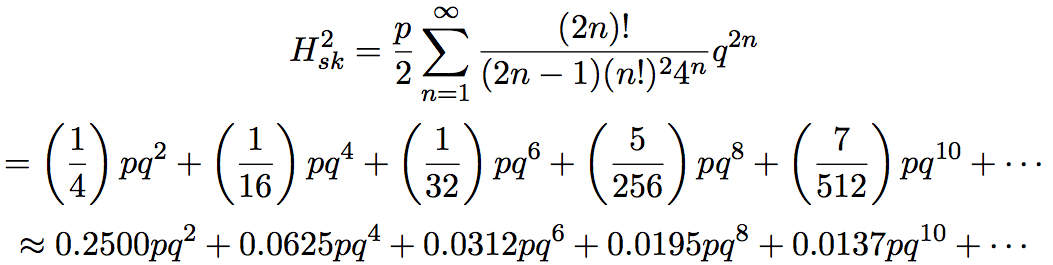 H_{sk}^2 = \frac{p}{2} \sum_{n=1}^{\infty} \frac{(2n)!}{(2n-1)(n!)^2 4^n} q^{2n}
= \left(\frac{1}{4}\right) pq^2 + \left(\frac{1}{16}\right) pq^4 + \left(\frac{1}{32}\right) pq^6 + \left(\frac{5}{256}\right) pq^8 + \left(\frac{7}{512}\right) pq^{10} + \cdots
\approx 0.2500pq^2 + 0.0625pq^4 + 0.0312pq^6 + 0.0195pq^8 + 0.0137pq^{10} + \cdots